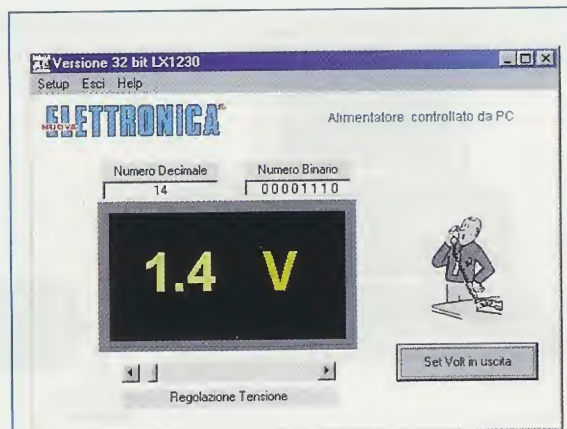 Versione 32 bit LX1230
Setup Esci Help
NUOVA ELETTRONICA
Alimentatore controllato da PC
Numero Decimale
Numero Binario
14
00001110
1.4 V
Set Volt in uscita
Regolazione Tensione